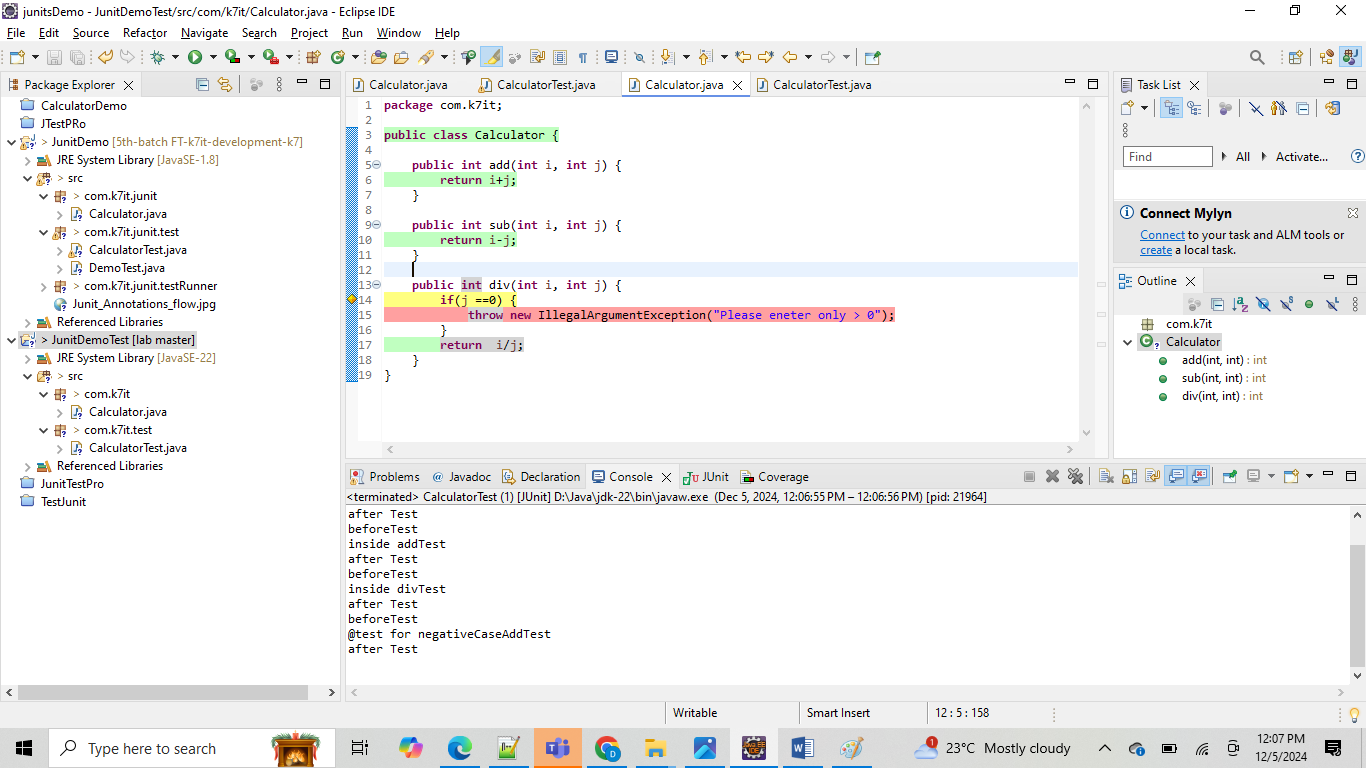 junitsDemo - JunitDemoTest/src/com/k7it/Calculator.java - Eclipse IDE
File Edit Source Refactor Navigate Search Project Run Window Help
Package Explorer
CalculatorDemo
JTestPRo
> JunitDemo [5th-batch FT-k7it-development-k7]
JRE System Library [JavaSE-1.8]
> src
> com.k7it.junit
Calculator.java
> com.k7it.junit.test
CalculatorTest.java
DemoTest.java
> com.k7it.junit.testRunner
Junit_Annotations_flow.jpg
Referenced Libraries
> JunitDemoTest [lab master]
JRE System Library [JavaSE-22]
> src
> com.k7it
Calculator.java
> com.k7it.test
CalculatorTest.java
Referenced Libraries
JunitTestPro
TestJunit
Calculator.java CalculatorTest.java Calculator.java CalculatorTest.java
1 package com.k7it;
2
3 public class Calculator {
4
5 public int add(int i, int j) {
6 return i+j;
7 }
8
9 public int sub(int i, int j) {
10 return i-j;
11 }
12
13 public int div(int i, int j) {
14 if(j ==0) {
15 throw new IllegalArgumentException("Please eneter only > 0");
16 }
17 return  i/j;
18 }
19 }
Task List
Find All Activate...
Connect Mylyn
Connect to your task and ALM tools or
create a local task.
Outline
com.k7it
Calculator
add(int, int) : int
sub(int, int) : int
div(int, int) : int
Problems @ Javadoc Declaration Console JUnit Coverage
<terminated> CalculatorTest (1) [JUnit] D:\Java\jdk-22\bin\javaw.exe (Dec 5, 2024, 12:06:55 PM – 12:06:56 PM) [pid: 21964]
after Test
beforeTest
inside addTest
after Test
beforeTest
inside divTest
after Test
beforeTest
@test for negativeCaseAddTest
after Test
Writable Smart Insert 12 : 5 : 158
Type here to search
23°C Mostly cloudy
12:07 PM
12/5/2024